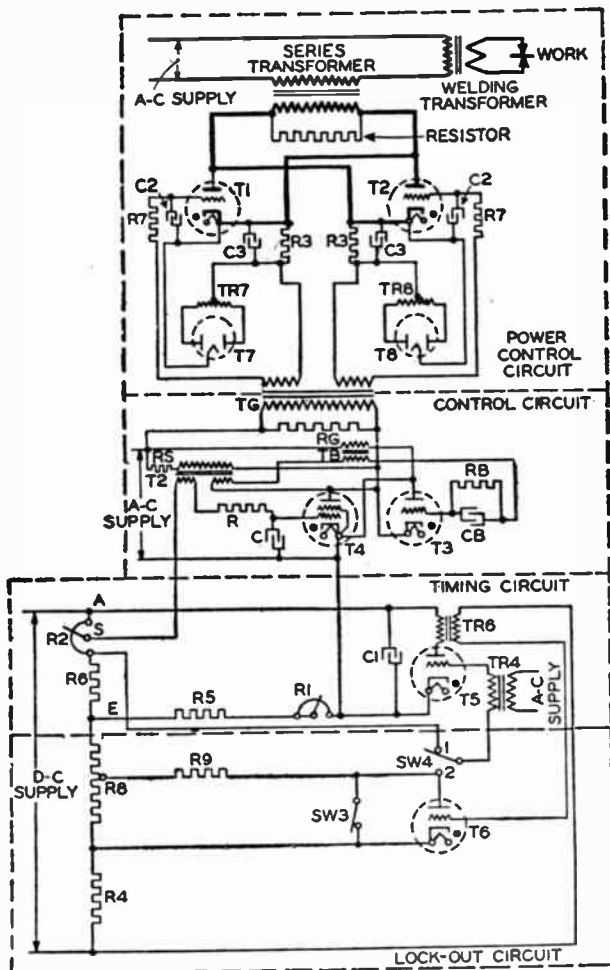 SERIES
TRANSFORMER
WORK
A-C SUPPLY
WELDING
TRANSFORMER
RESISTOR
C2
T1
T2
C2
R7
R7
C3
R3
R3
C3
TR7
TR8
T7
T8
POWER
CONTROL
CIRCUIT
TG
CONTROL CIRCUIT
RS
RG
TB
T2
RB
A-C
SUPPLY
R
C
T4
T3
CB
TIMING CIRCUIT
A
R2
S
TR6
C1
TR4
R6
A-C
SUPPLY
E
R5
R1
T5
1
D-C
SUPPLY
R8
R9
SW4
2
SW3
T6
R4
LOCK-OUT CIRCUIT